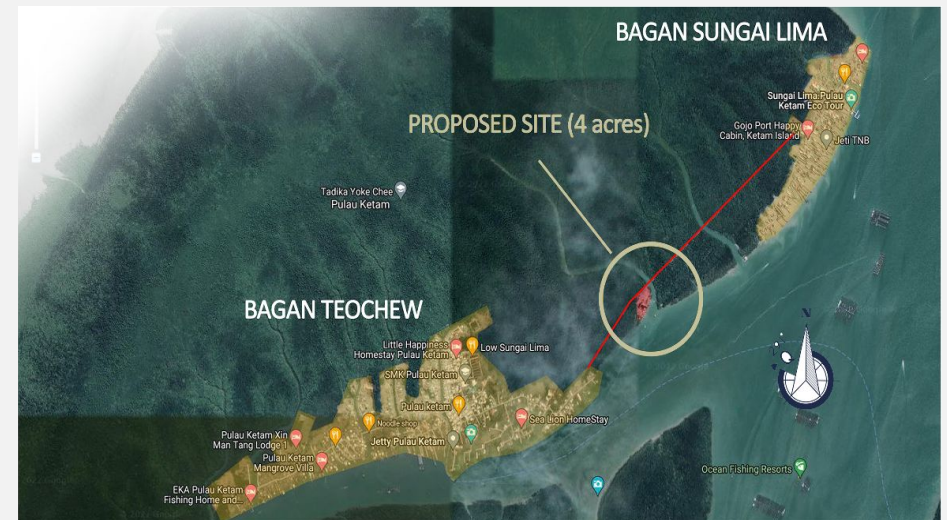 BAGAN SUNGAI LIMA
Sungai Lima Pulau
Ketam Eco Tour
PROPOSED SITE (4 acres)
Gojo Port Happy
Cabin, Ketam Island
Jeti TNB
Tadika Yoke Chee
Pulau Ketam
BAGAN TEOCHEW
N
Little Happiness
Homestay Pulau Ketam
Low Sungai Lima
SMK Pulau Ketam
Pulau ketam
Noodle shop
Sea Lion HomeStay
Pulau Ketam Xin
Man Tang Lodge 1
Jetty Pulau Ketam
Pulau Ketam
Mangrove Villa
Ocean Fishing Resorts
EKA Pulau Ketam
Fishing Home and...